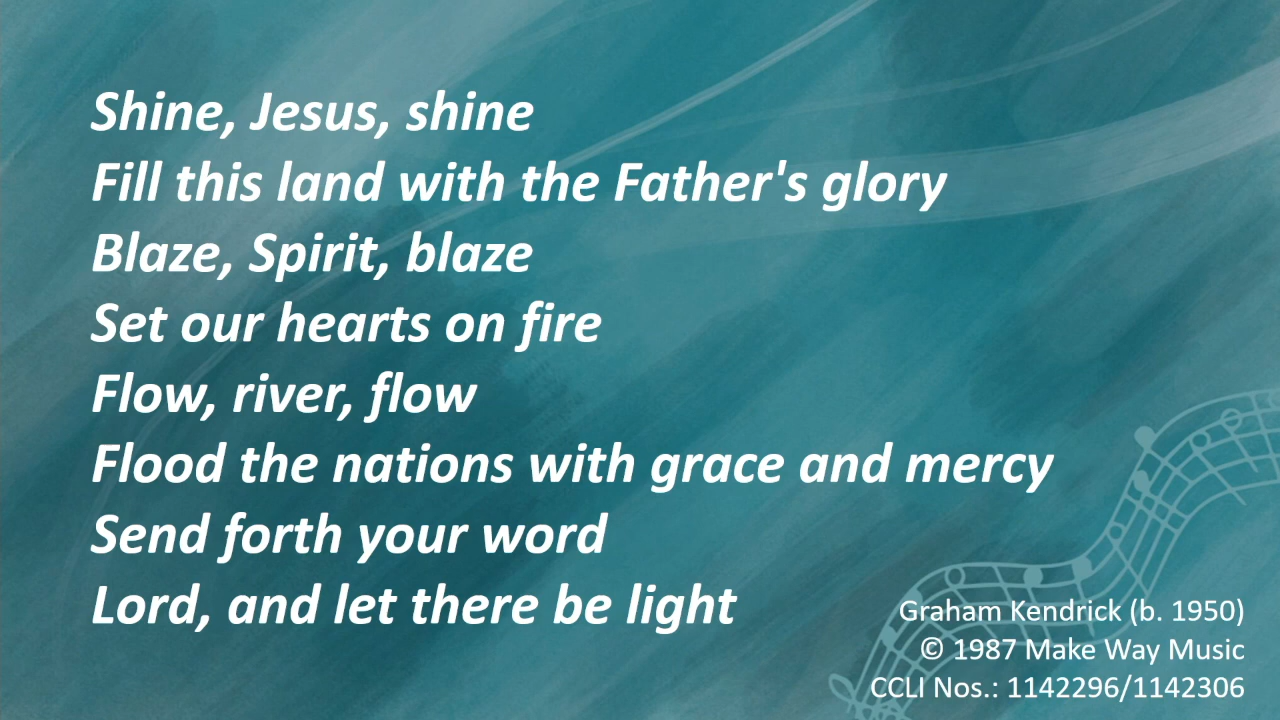 Shine, Jesus, shine
Fill this land with the Father's glory
Blaze, Spirit, blaze
Set our hearts on fire
Flow, river, flow
Flood the nations with grace and mercy
Send forth your word
Lord, and let there be light
Graham Kendrick (b. 1950)
© 1987 Make Way Music
CCLI Nos.: 1142296/1142306